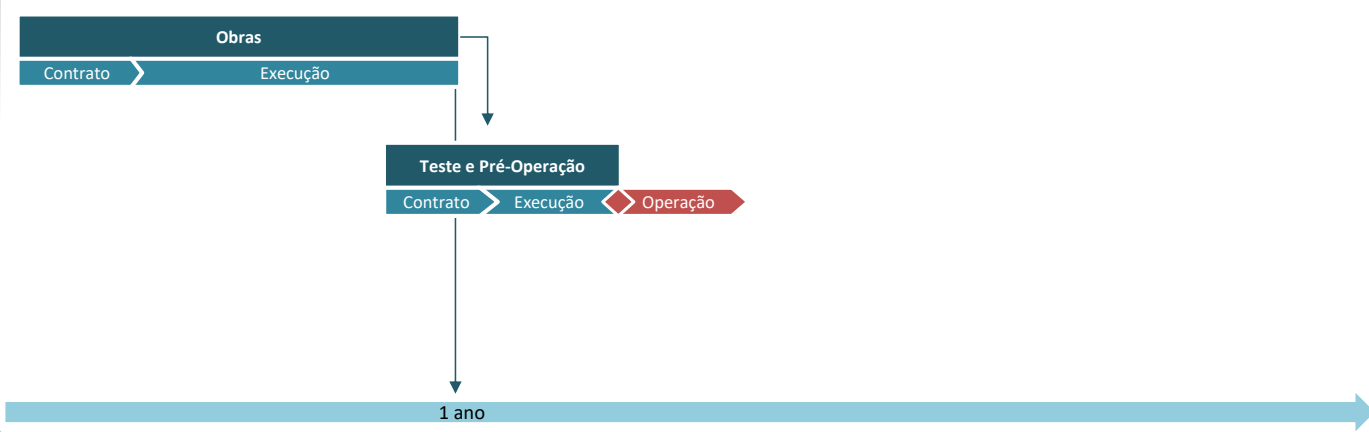 Obras
Contrato Execução
Teste e Pré-Operação
Contrato Execução Operação
1 ano